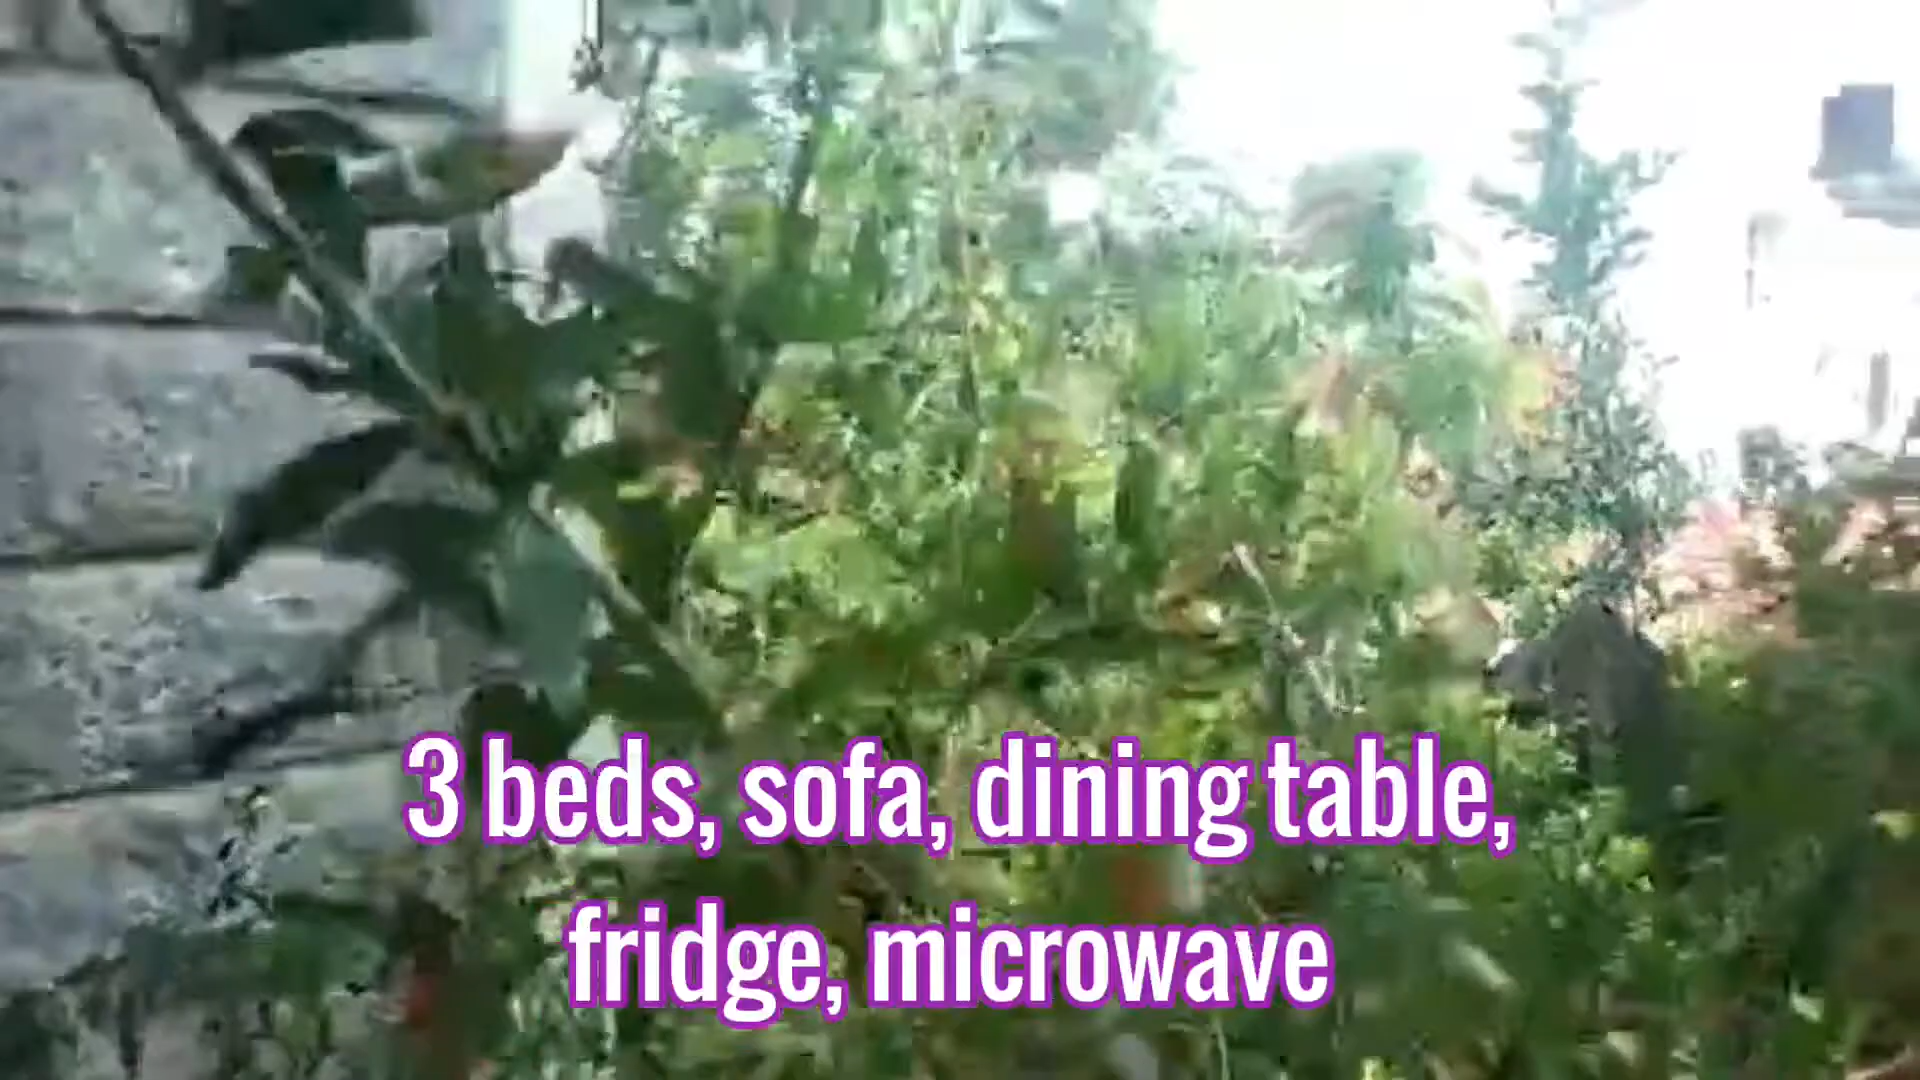 3 beds, sofa, dining table,
fridge, microwave